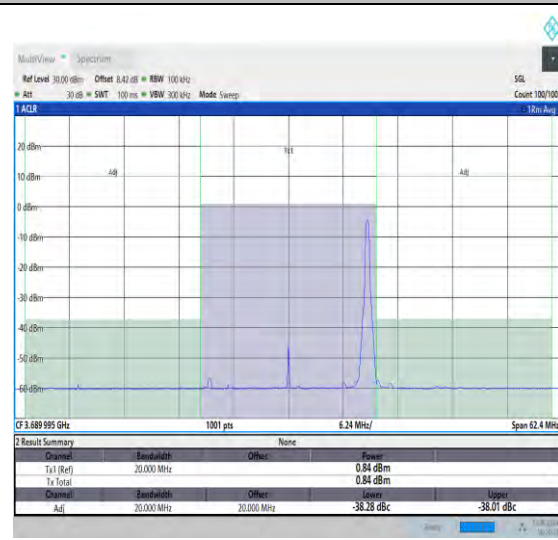 MultiView Spectrum
Ref Level 30.00 dBm Offset 8.42 dB RBW 100 kHz SGL
Att 30 dB SWT 100 ms VBW 300 kHz Mode Sweep Count 100/100
1 ACLR 1Rm Avg
20 dBm
Tx1
Adj Adj
10 dBm
0 dBm
-10 dBm
-20 dBm
-30 dBm
-40 dBm
-50 dBm
-60 dBm
CF 3.689 995 GHz 1001 pts 6.24 MHz/ Span 62.4 MHz
2 Result Summary None
Channel Bandwidth Offset Power
Tx1 (Ref) 20.000 MHz 0.84 dBm
Tx Total 0.84 dBm
Channel Bandwidth Offset Lower Upper
Adj 20.000 MHz 20.000 MHz -38.28 dBc -38.01 dBc